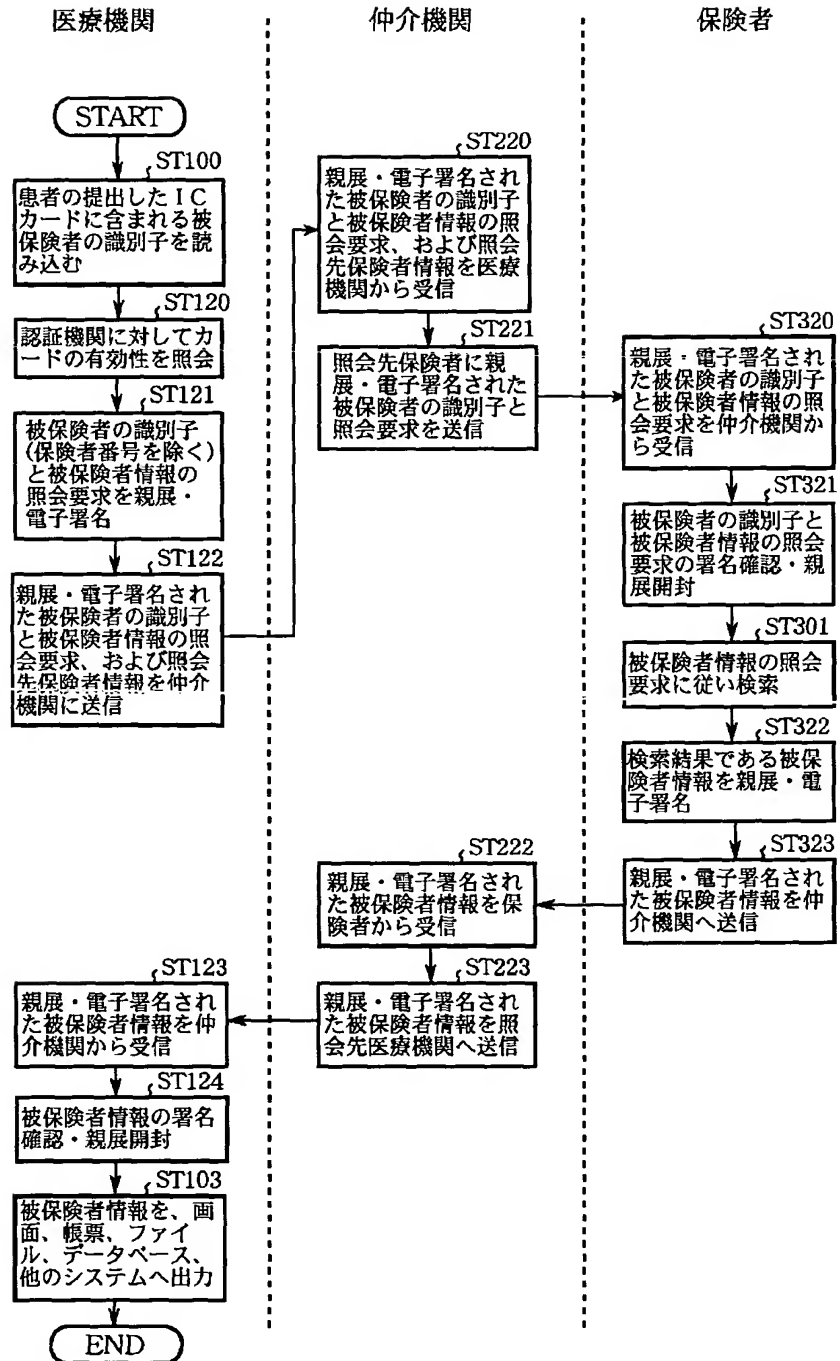 医療機関
仲介機関
保険者
START
ST100
患者の提出したＩＣ
カードに含まれる被
保険者の識別子を読
み込む
ST120
認証機関に対してカ
ードの有効性を照会
ST121
被保険者の識別子
(保険者番号を除く)
と被保険者情報の
照会要求を親展・
電子署名
ST122
親展・電子署名され
た被保険者の識別子
と被保険者情報の照
会要求、および照会
先保険者情報を仲介
機関に送信
ST220
親展・電子署名され
た被保険者の識別子
と被保険者情報の照
会要求、および照会
先保険者情報を医療
機関から受信
ST221
照会先保険者に親
展・電子署名された
被保険者の識別子と
照会要求を送信
ST320
親展・電子署名され
た被保険者の識別子
と被保険者情報の照
会要求を仲介機関か
ら受信
ST321
被保険者の識別子と
被保険者情報の照会
要求の署名確認・親
展開封
ST301
被保険者情報の照会
要求に従い検索
ST322
検索結果である被保
険者情報を親展・電
子署名
ST323
親展・電子署名され
た被保険者情報を仲
介機関へ送信
ST222
親展・電子署名され
た被保険者情報を保
険者から受信
ST223
親展・電子署名され
た被保険者情報を照
会先医療機関へ送信
ST123
親展・電子署名され
た被保険者情報を仲
介機関から受信
ST124
被保険者情報の署名
確認・親展開封
ST103
被保険者情報を、画
面、帳票、ファイ
ル、データベース、
他のシステムへ出力
END